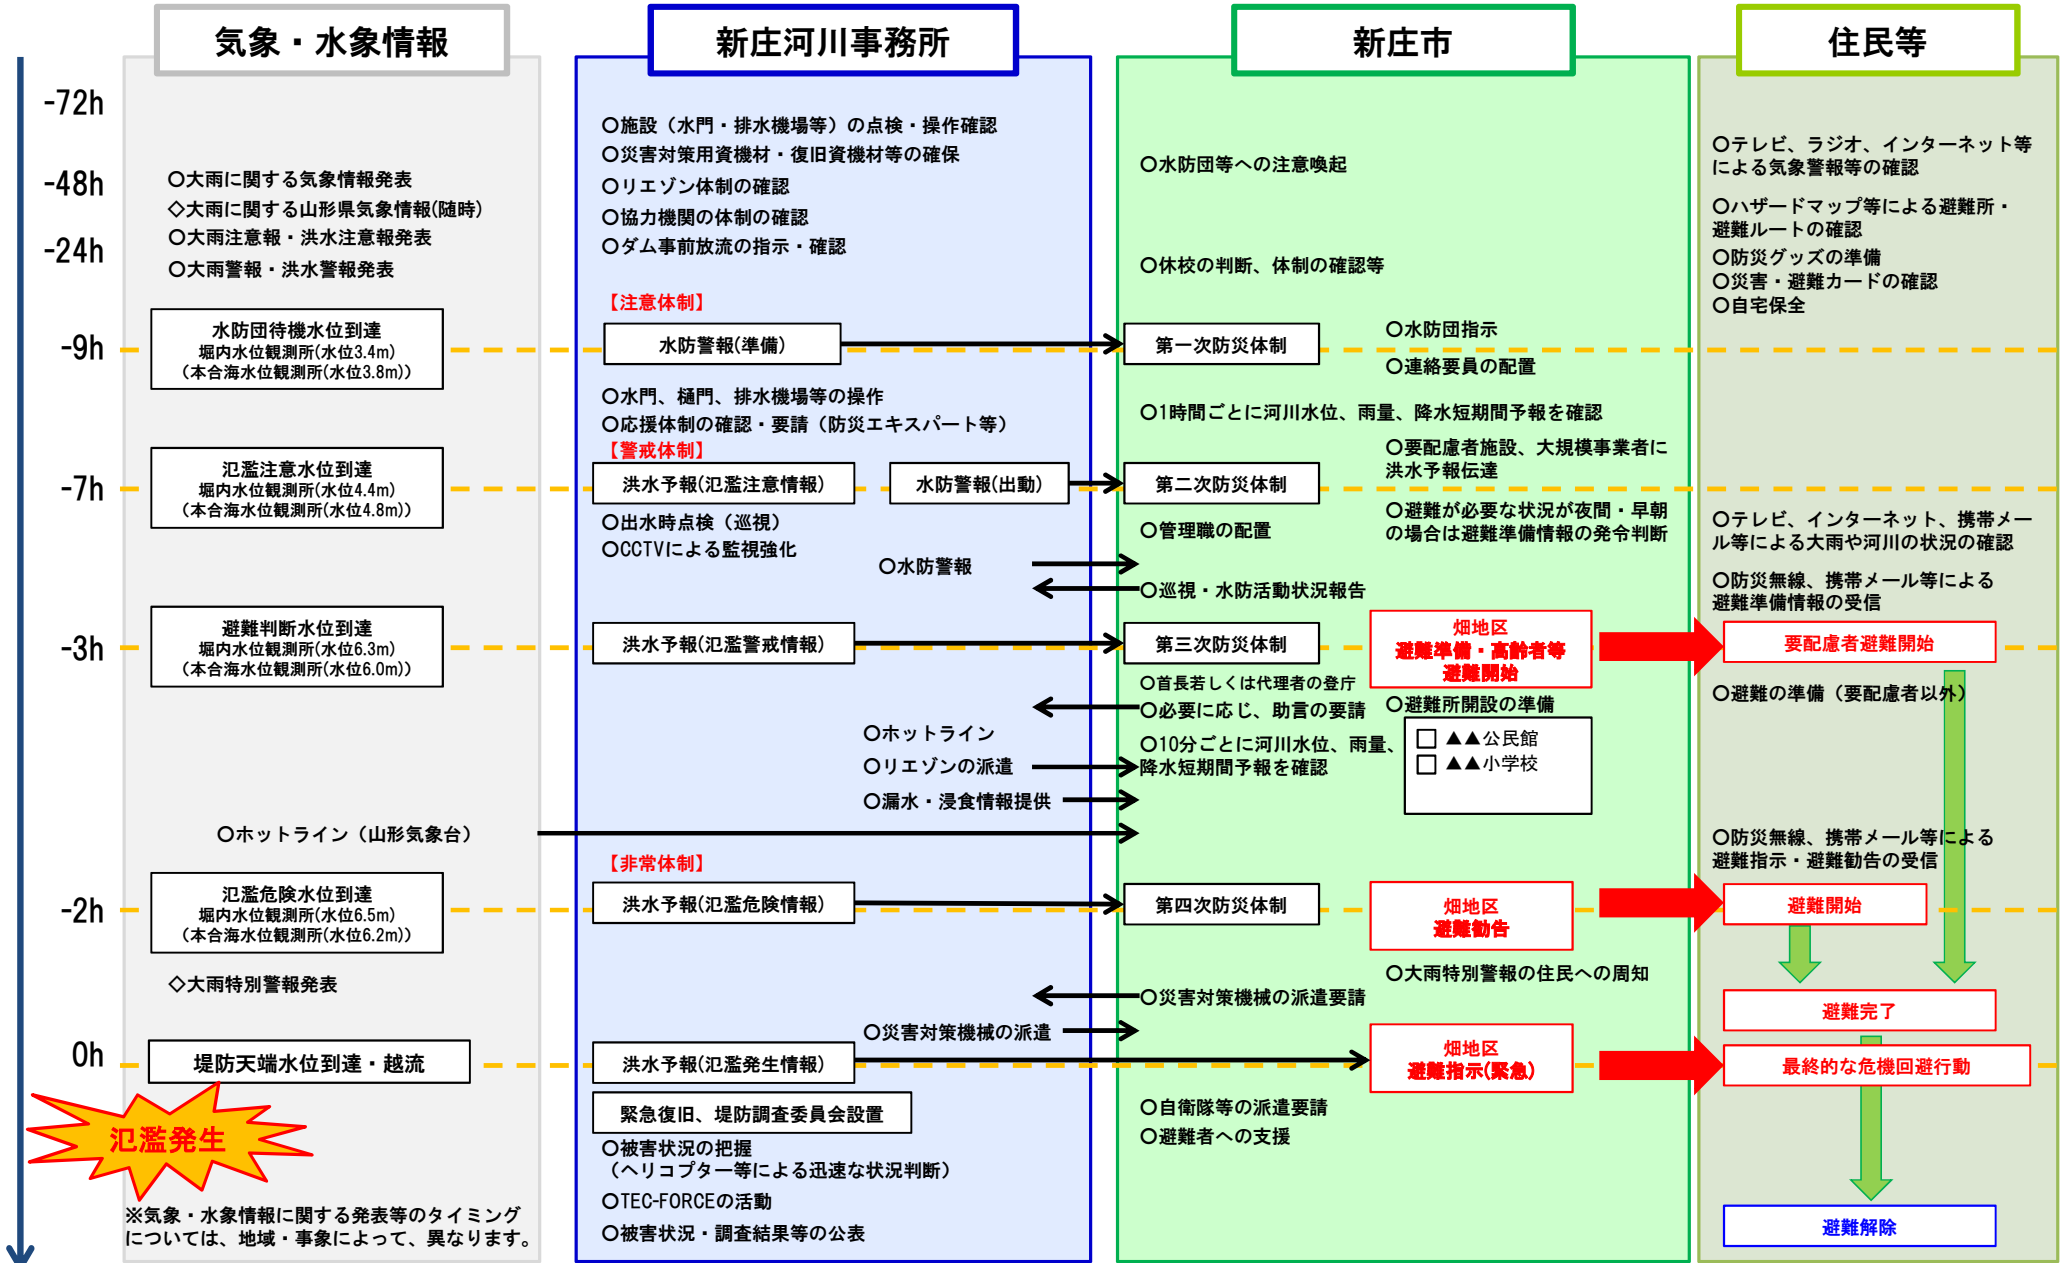 気象・水象情報
新庄河川事務所
新庄市
住民等
-72h
-48h
-24h
-9h
-7h
-3h
-2h
0h
〇大雨に関する気象情報発表
◇大雨に関する山形県気象情報(随時)
〇大雨注意報・洪水注意報発表
〇大雨警報・洪水警報発表
水防団待機水位到達
堀内水位観測所(水位3.4m)
(本合海水位観測所(水位3.8m))
氾濫注意水位到達
堀内水位観測所(水位4.4m)
(本合海水位観測所(水位4.8m))
避難判断水位到達
堀内水位観測所(水位6.3m)
(本合海水位観測所(水位6.0m))
〇ホットライン（山形気象台）
氾濫危険水位到達
堀内水位観測所(水位6.5m)
(本合海水位観測所(水位6.2m))
◇大雨特別警報発表
堤防天端水位到達・越流
氾濫発生
※気象・水象情報に関する発表等のタイミング
については、地域・事象によって、異なります。
〇施設（水門・排水機場等）の点検・操作確認
〇災害対策用資機材・復旧資機材等の確保
〇リエゾン体制の確認
〇協力機関の体制の確認
〇ダム事前放流の指示・確認
【注意体制】
水防警報(準備)
〇水門、樋門、排水機場等の操作
〇応援体制の確認・要請（防災エキスパート等）
【警戒体制】
洪水予報(氾濫注意情報)
水防警報(出動)
〇出水時点検（巡視）
〇CCTVによる監視強化
〇水防警報
洪水予報(氾濫警戒情報)
〇ホットライン
〇リエゾンの派遣
〇漏水・浸食情報提供
【非常体制】
洪水予報(氾濫危険情報)
〇災害対策機械の派遣
洪水予報(氾濫発生情報)
緊急復旧、堤防調査委員会設置
〇被害状況の把握
（ヘリコプター等による迅速な状況判断）
〇TEC-FORCEの活動
〇被害状況・調査結果等の公表
〇水防団等への注意喚起
〇休校の判断、体制の確認等
第一次防災体制
〇水防団指示
〇連絡要員の配置
〇1時間ごとに河川水位、雨量、降水短期間予報を確認
〇要配慮者施設、大規模事業者に
洪水予報伝達
第二次防災体制
〇管理職の配置
〇避難が必要な状況が夜間・早朝
の場合は避難準備情報の発令判断
〇巡視・水防活動状況報告
第三次防災体制
畑地区
避難準備・高齢者等
避難開始
〇首長若しくは代理者の登庁
〇必要に応じ、助言の要請
〇避難所開設の準備
〇10分ごとに河川水位、雨量、
降水短期間予報を確認
□ ▲▲公民館
□ ▲▲小学校
第四次防災体制
畑地区
避難勧告
〇大雨特別警報の住民への周知
〇災害対策機械の派遣要請
畑地区
避難指示(緊急)
〇自衛隊等の派遣要請
〇避難者への支援
〇テレビ、ラジオ、インターネット等
による気象警報等の確認
〇ハザードマップ等による避難所・
避難ルートの確認
〇防災グッズの準備
〇災害・避難カードの確認
〇自宅保全
〇テレビ、インターネット、携帯メー
ル等による大雨や河川の状況の確認
〇防災無線、携帯メール等による
避難準備情報の受信
要配慮者避難開始
〇避難の準備（要配慮者以外）
〇防災無線、携帯メール等による
避難指示・避難勧告の受信
避難開始
避難完了
最終的な危機回避行動
避難解除